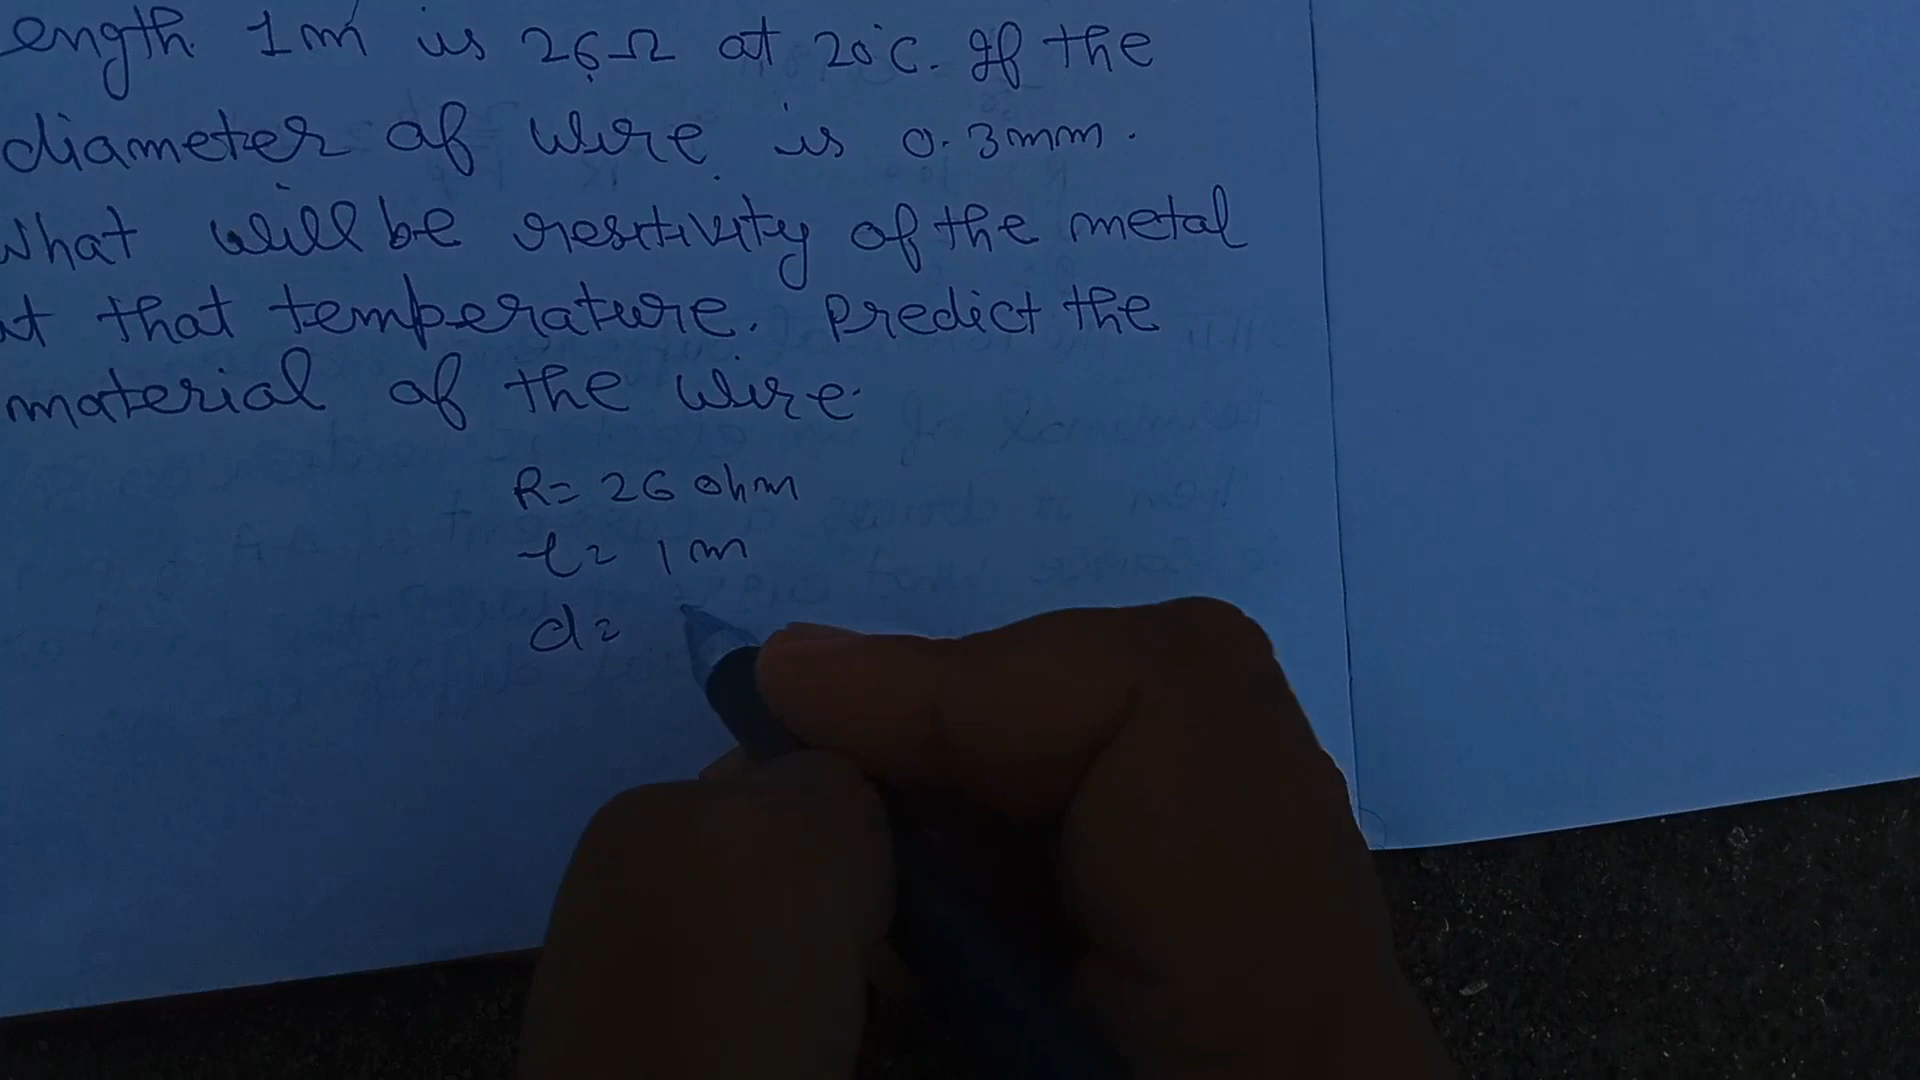 ength 1m is 26Ω at 20°C. If the
diameter of wire is 0.3mm.
What will be resitivity of the metal
at that temperature. Predict the
material of the wire.
R= 26 ohm
l= 1m
d=